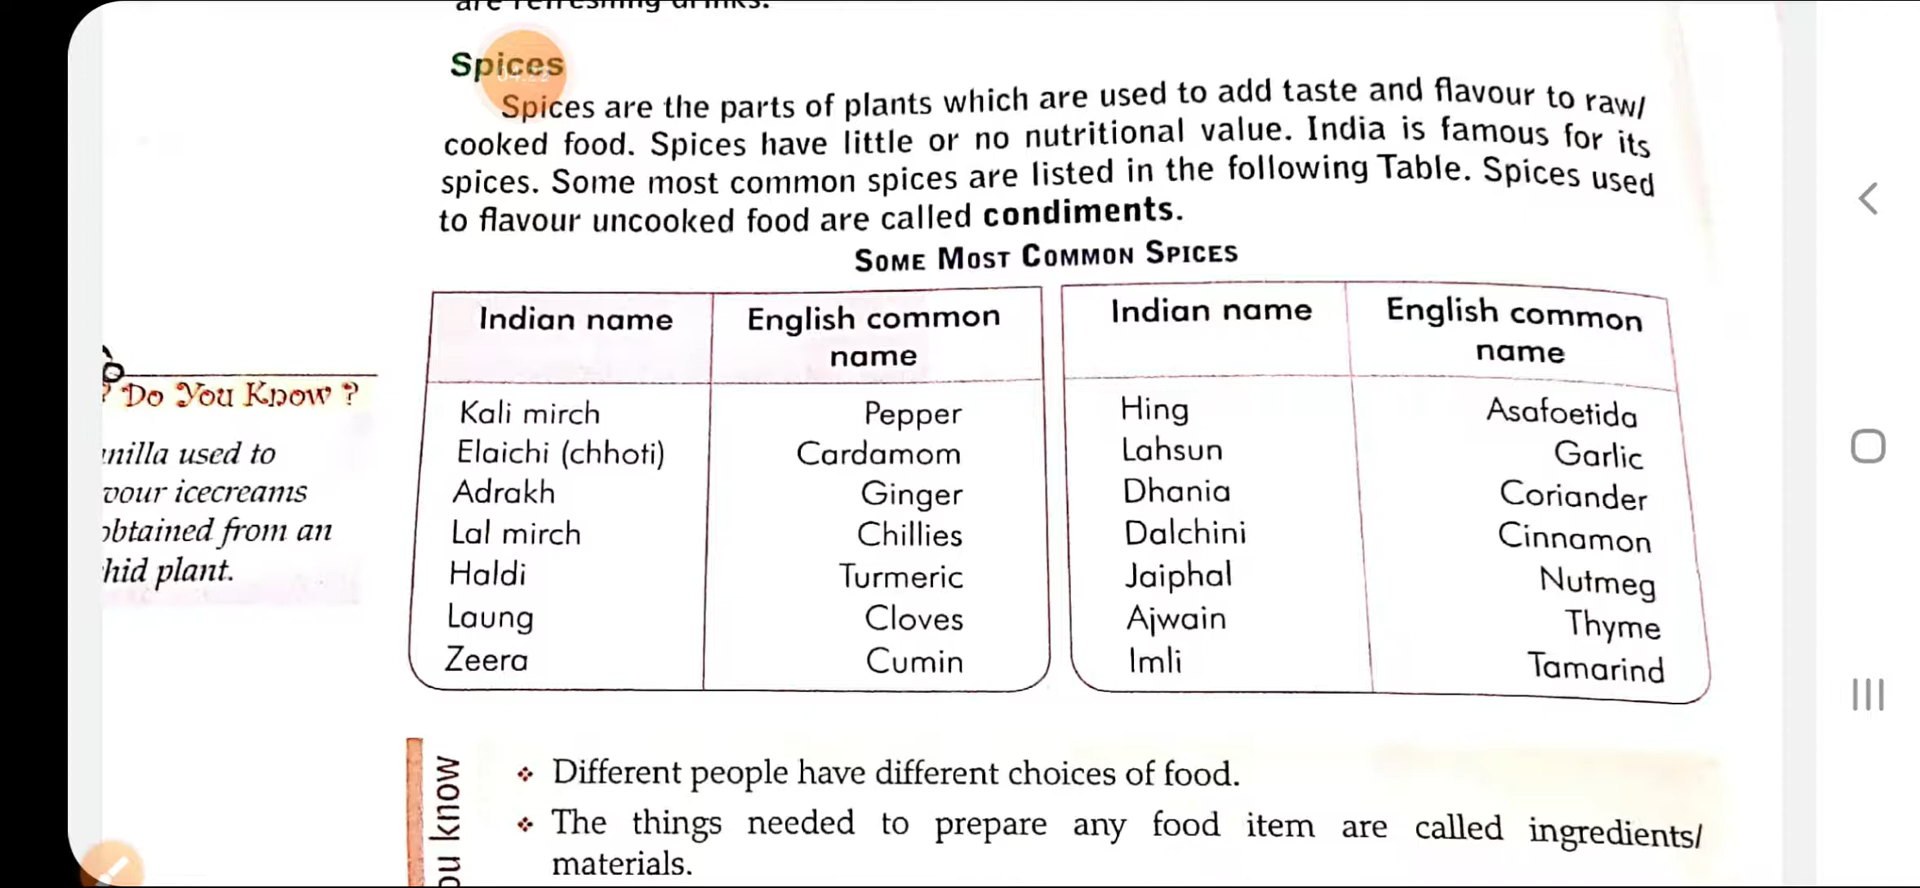 Spices
Spices are the parts of plants which are used to add taste and flavour to raw/
cooked food. Spices have little or no nutritional value. India is famous for its
spices. Some most common spices are listed in the following Table. Spices used
to flavour uncooked food are called condiments.
SOME MOST COMMON SPICES
Indian name English common name Indian name English common name
Kali mirch Pepper Hing Asafoetida
Elaichi (chhoti) Cardamom Lahsun Garlic
Adrakh Ginger Dhania Coriander
Lal mirch Chillies Dalchini Cinnamon
Haldi Turmeric Jaiphal Nutmeg
Laung Cloves Ajwain Thyme
Zeera Cumin Imli Tamarind
? Do You Know ?
used to
icecreams
obtained from an
plant.
know
❖ Different people have different choices of food.
❖ The things needed to prepare any food item are called ingredients/
materials.